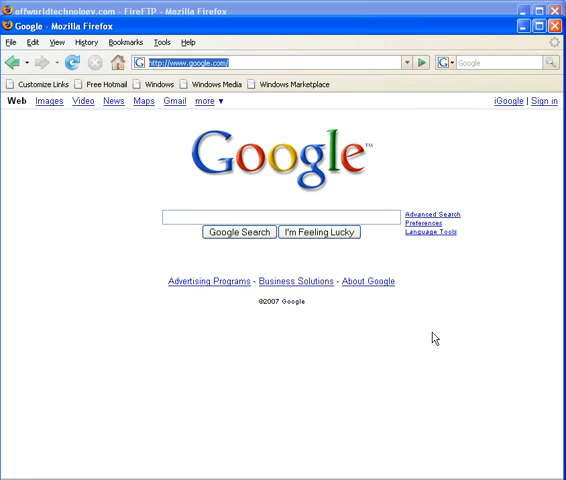 offworldtechnology.com - FireFTP - Mozilla Firefox
Google - Mozilla Firefox
File Edit View History Bookmarks Tools Help
http://www.google.com/ Google
Customize Links Free Hotmail Windows Windows Media Windows Marketplace
Web Images Video News Maps Gmail more ▼ iGoogle | Sign in
Google™
Advanced Search
Preferences
Language Tools
Google Search I'm Feeling Lucky
Advertising Programs - Business Solutions - About Google
©2007 Google